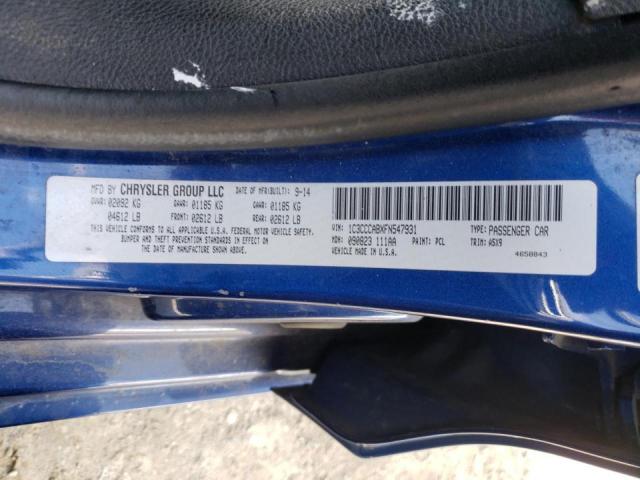 MFD BY CHRYSLER GROUP LLC
DATE OF MFR(BUILT): 9-14
GVWR: 02092 KG GAWR: 01185 KG GAWR: 01185 KG
04612 LB FRONT: 02612 LB REAR: 02612 LB
THIS VEHICLE CONFORMS TO ALL APPLICABLE U.S.A. FEDERAL MOTOR VEHICLE SAFETY,
BUMPER AND THEFT PREVENTION STANDARDS IN EFFECT ON
THE DATE OF MANUFACTURE SHOWN ABOVE.
VIN: 1C3CCCABXFN547931 TYPE: PASSENGER CAR
MDH: 090823 111AA PAINT: PCL TRIM: A5X9
VEHICLE MADE IN U.S.A. 4658843